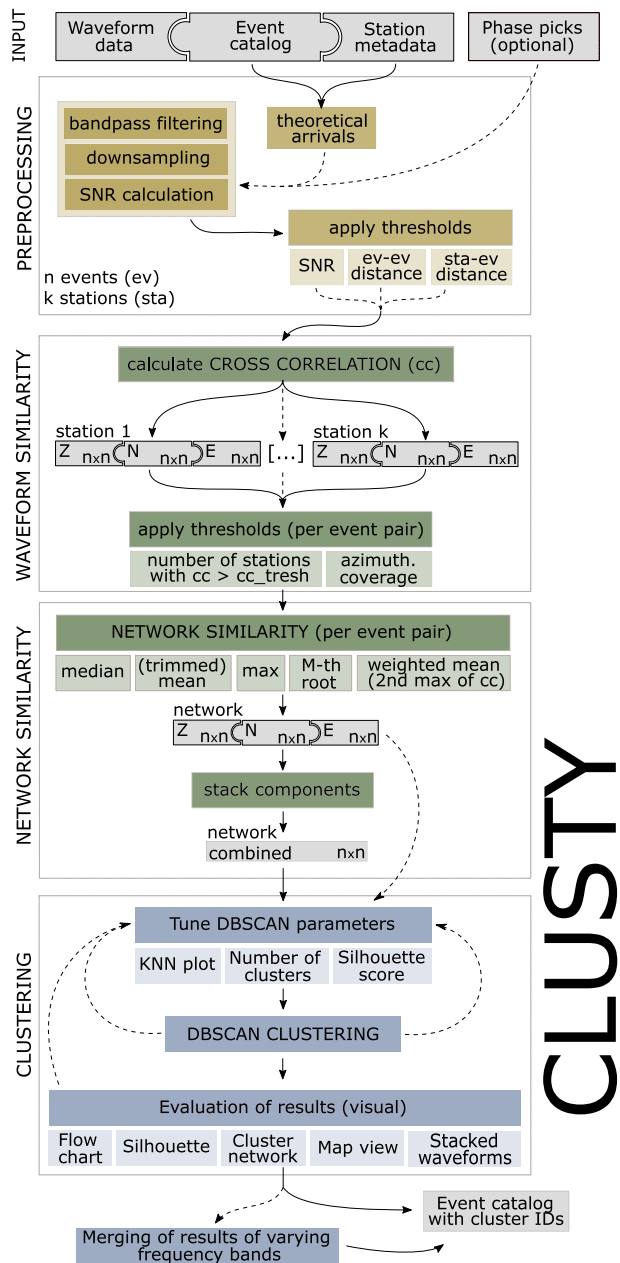 INPUT
Waveform data
Event catalog
Station metadata
Phase picks (optional)
PREPROCESSING
bandpass filtering
downsampling
SNR calculation
theoretical arrivals
apply thresholds
SNR
ev-ev distance
sta-ev distance
n events (ev)
k stations (sta)
WAVEFORM SIMILARITY
calculate CROSS CORRELATION (cc)
station 1
Z nxn N nxn E nxn
[...]
station k
Z nxn N nxn E nxn
apply thresholds (per event pair)
number of stations with cc > cc_tresh
azimuth. coverage
NETWORK SIMILARITY
NETWORK SIMILARITY (per event pair)
median
(trimmed) mean
max
M-th root
weighted mean (2nd max of cc)
network
Z nxn N nxn E nxn
stack components
network
combined nxn
CLUSTERING
Tune DBSCAN parameters
KNN plot
Number of clusters
Silhouette score
DBSCAN CLUSTERING
Evaluation of results (visual)
Flow chart
Silhouette
Cluster network
Map view
Stacked waveforms
Merging of results of varying frequency bands
Event catalog with cluster IDs
CLUSTY